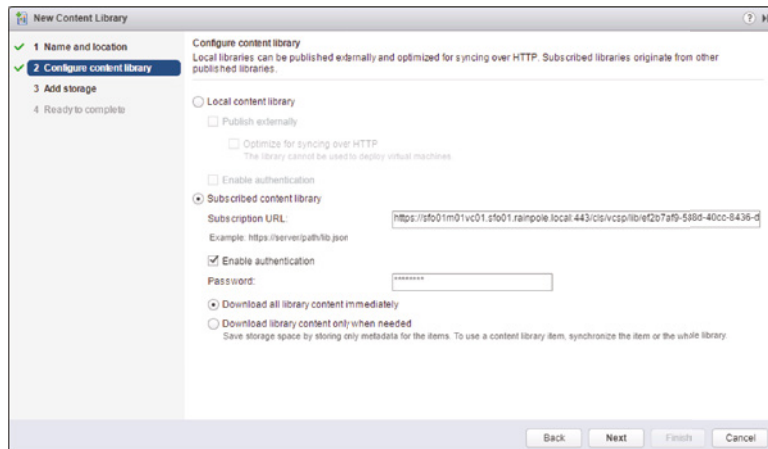 New Content Library
1 Name and location
2 Configure content library
3 Add storage
4 Ready to complete
Configure content library
Local libraries can be published externally and optimized for syncing over HTTP. Subscribed libraries originate from other
published libraries.
Local content library
Publish externally
Optimize for syncing over HTTP
The library cannot be used to deploy virtual machines
Enable authentication
Subscribed content library
Subscription URL: https://sfo01m01vc01.sfo01.rainpole.local:443/cls/vcsp/lib/ef2b7af9-538d-40cc-8436-d
Example: https://server/path/lib.json
Enable authentication
Password: ********
Download all library content immediately
Download library content only when needed
Save storage space by storing only metadata for the items. To use a content library item, synchronize the item or the whole library.
Back Next Finish Cancel